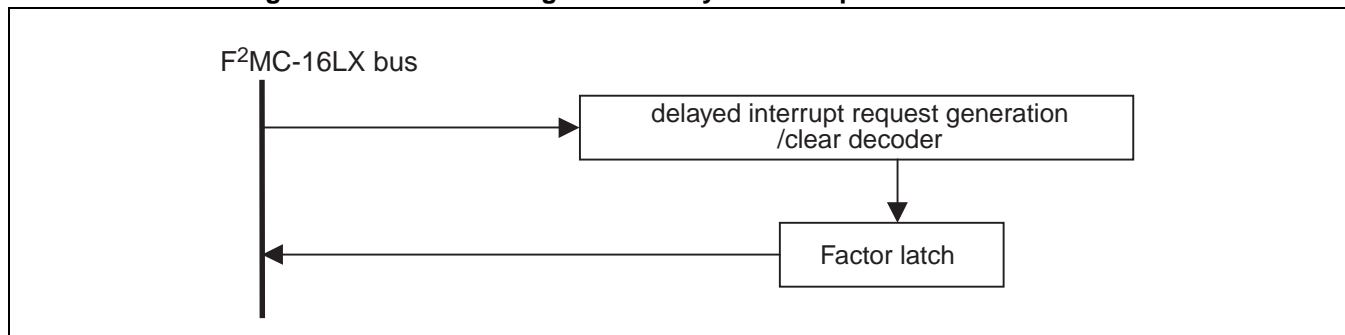 F²MC-16LX bus
delayed interrupt request generation
/clear decoder
Factor latch